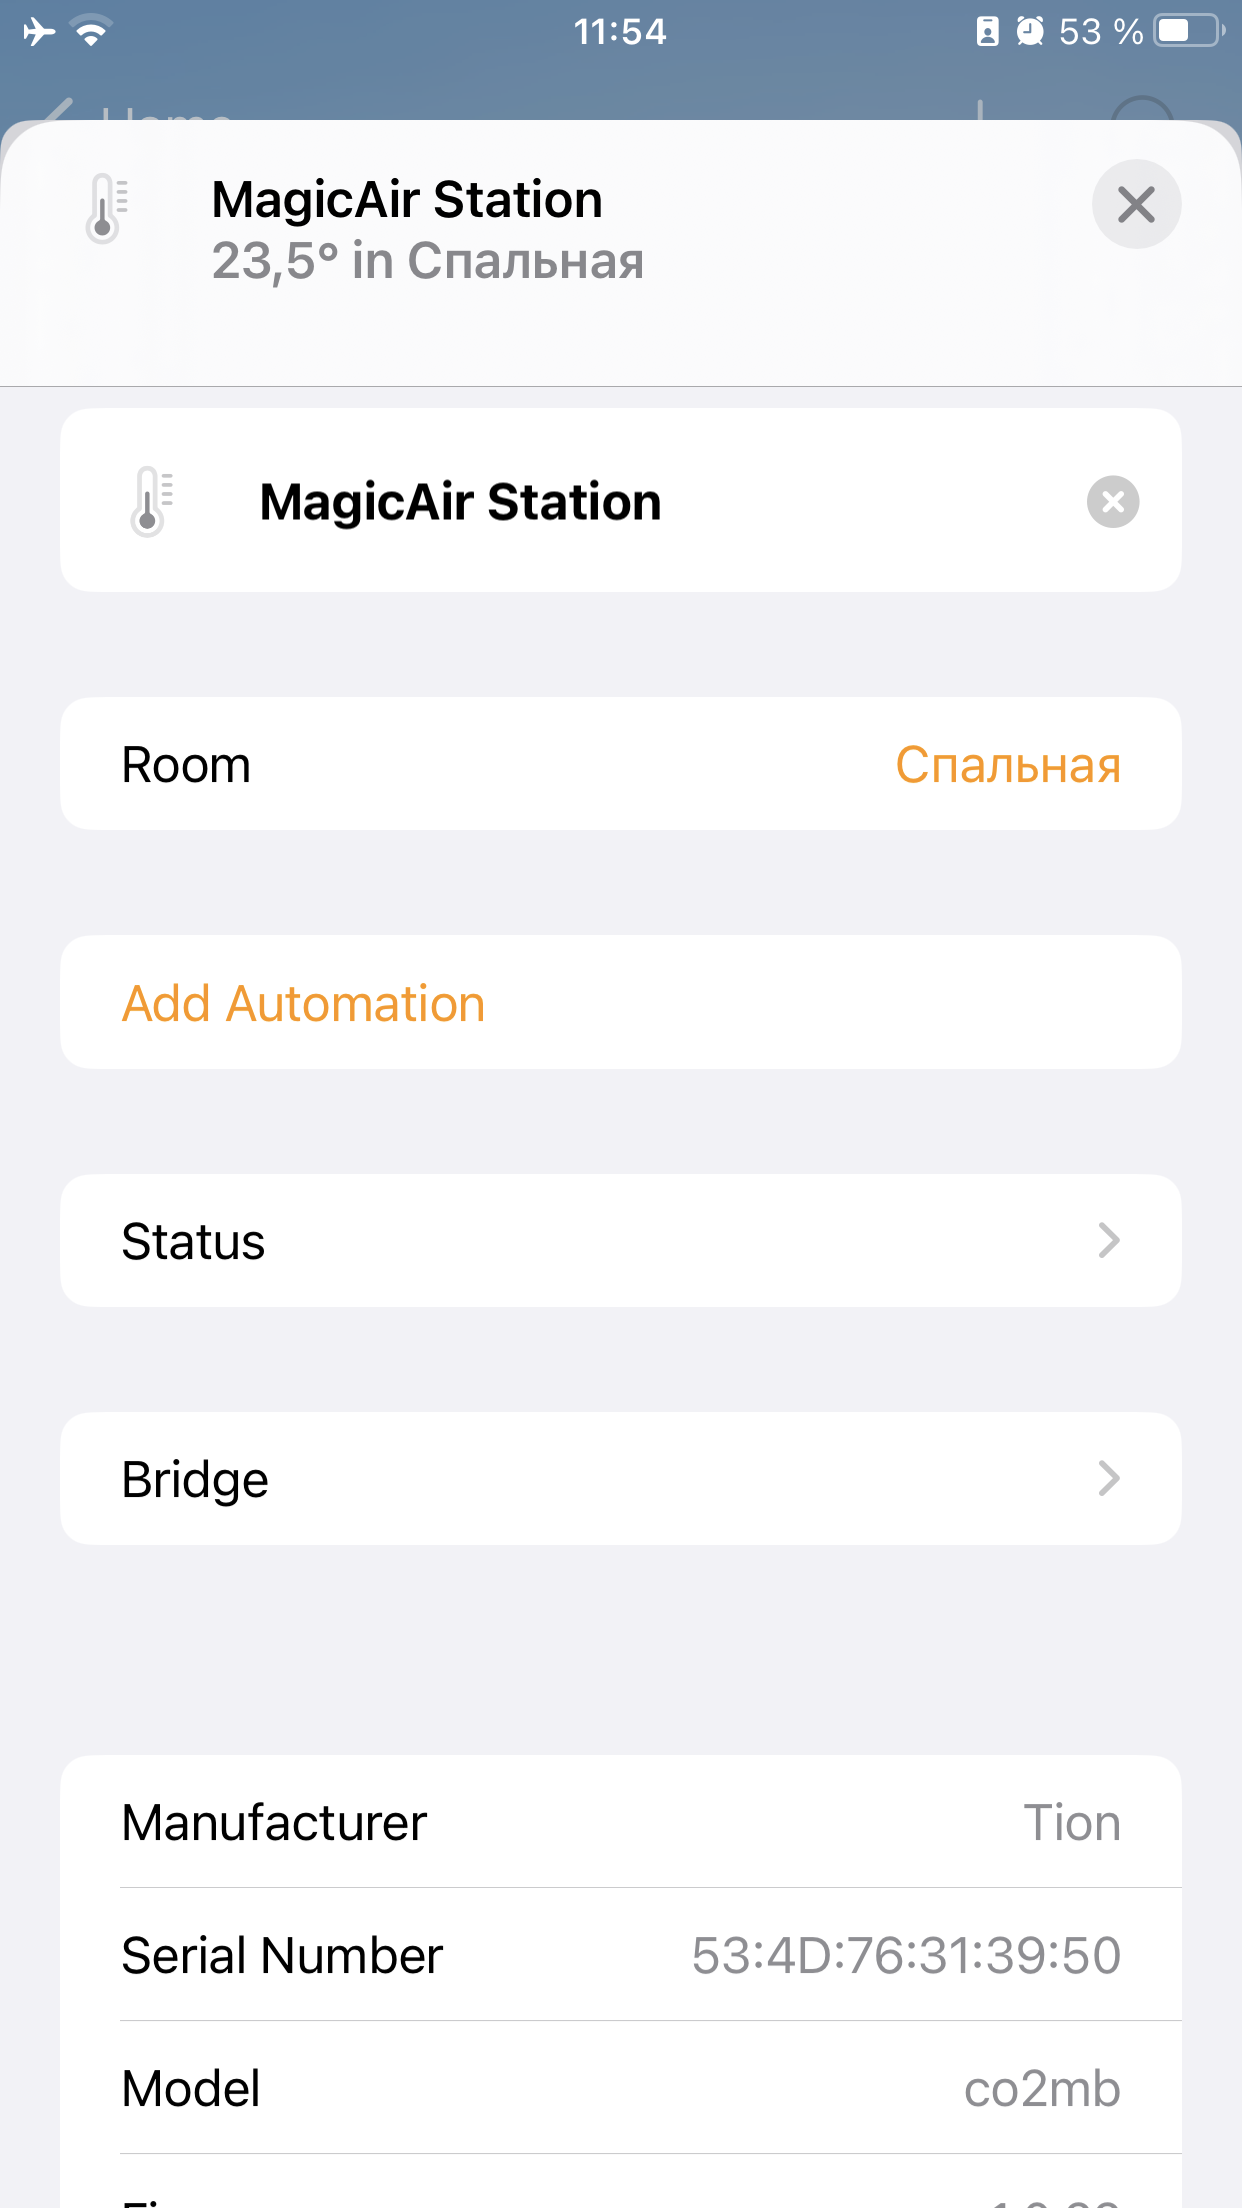 11:54
53 %
MagicAir Station
23,5° in Спальная
MagicAir Station
Room
Спальная
Add Automation
Status
Bridge
Manufacturer
Tion
Serial Number
53:4D:76:31:39:50
Model
co2mb